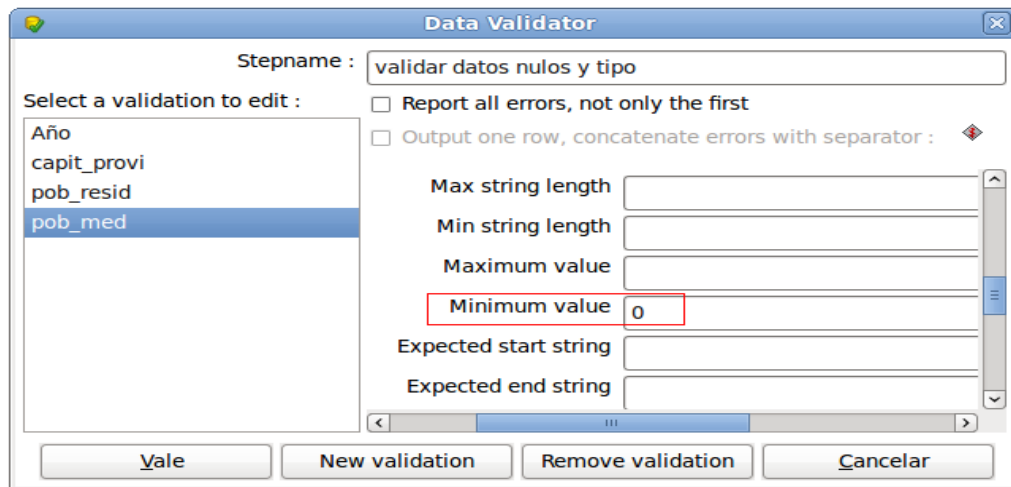 Data Validator
Stepname :
validar datos nulos y tipo
Select a validation to edit :
Report all errors, not only the first
Año
Output one row, concatenate errors with separator :
capit_provi
pob_resid
pob_med
Max string length
Min string length
Maximum value
Minimum value 0
Expected start string
Expected end string
Vale
New validation
Remove validation
Cancelar